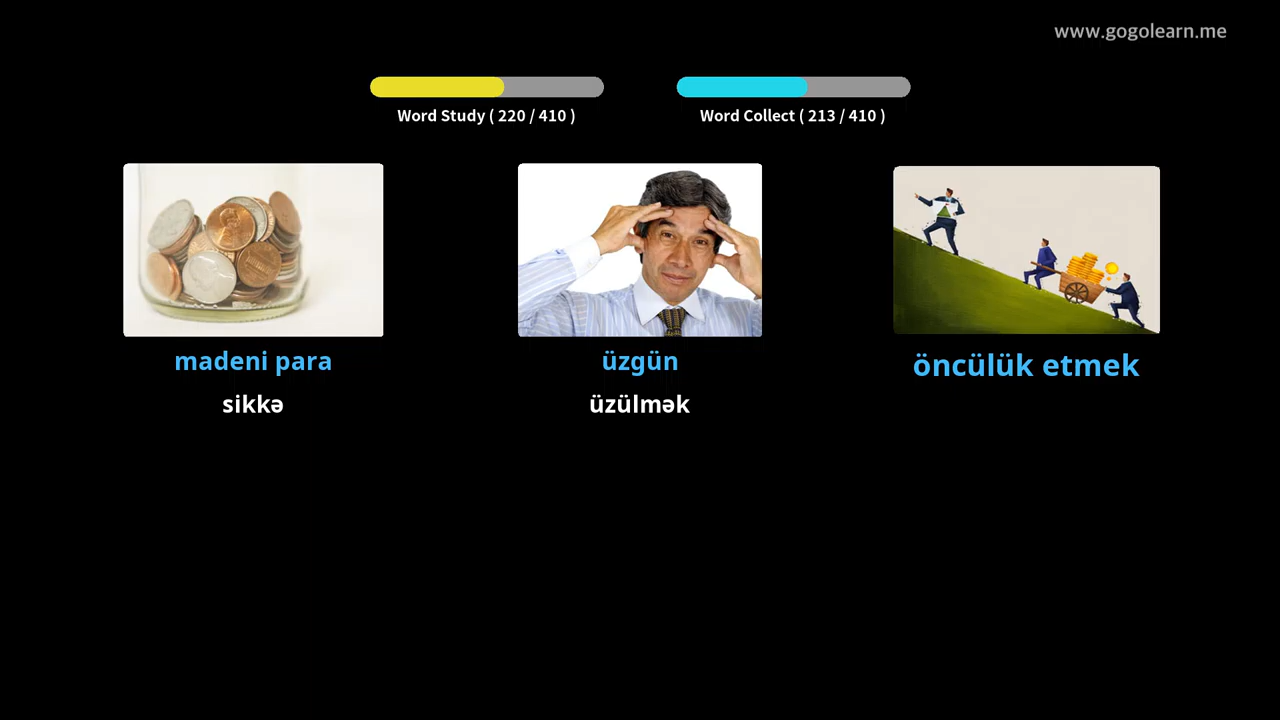 www.gogolearn.me
Word Study ( 220 / 410 )
Word Collect ( 213 / 410 )
madeni para
sikkə
üzgün
üzülmək
öncülük etmek